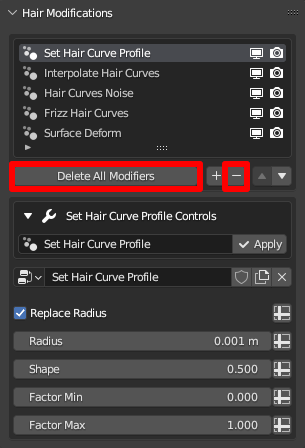 Hair Modifications
Set Hair Curve Profile
Interpolate Hair Curves
Hair Curves Noise
Frizz Hair Curves
Surface Deform
Delete All Modifiers
Set Hair Curve Profile Controls
Set Hair Curve Profile Apply
Set Hair Curve Profile
Replace Radius
Radius 0.001 m
Shape 0.500
Factor Min 0.000
Factor Max 1.000